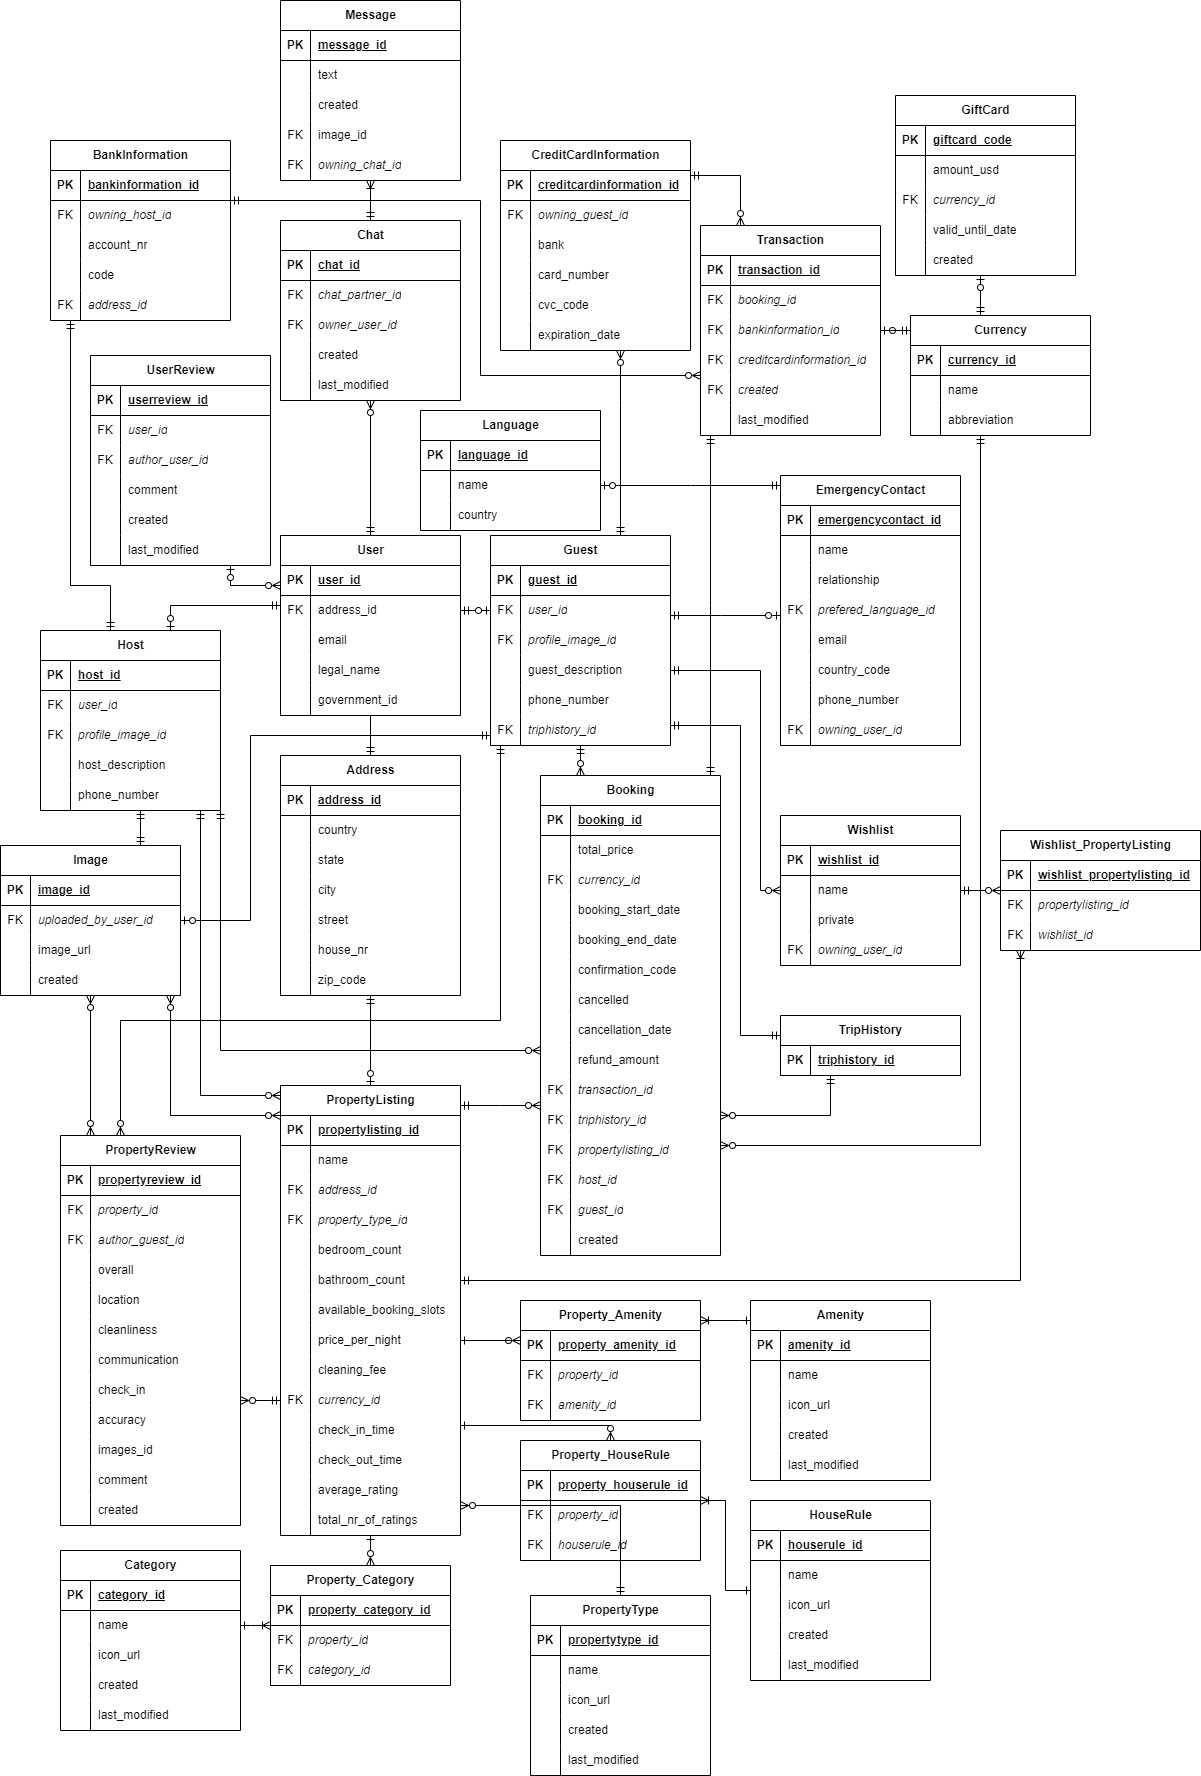 Message
PK message_id
text
created
FK image_id
FK owning_chat_id
BankInformation
PK bankinformation_id
FK owning_host_id
account_nr
code
FK address_id
CreditCardInformation
PK creditcardinformation_id
FK owning_guest_id
bank
card_number
cvc_code
expiration_date
GiftCard
PK giftcard_code
amount_usd
FK currency_id
valid_until_date
created
Chat
PK chat_id
FK chat_partner_id
FK owner_user_id
created
last_modified
Transaction
PK transaction_id
FK booking_id
FK bankinformation_id
FK creditcardinformation_id
FK created
last_modified
Currency
PK currency_id
name
abbreviation
UserReview
PK userreview_id
FK user_id
FK author_user_id
comment
created
last_modified
Language
PK language_id
name
country
EmergencyContact
PK emergencycontact_id
name
relationship
FK prefered_language_id
email
country_code
phone_number
FK owning_user_id
User
PK user_id
FK address_id
email
legal_name
government_id
Guest
PK guest_id
FK user_id
FK profile_image_id
guest_description
phone_number
FK triphistory_id
Host
PK host_id
FK user_id
FK profile_image_id
host_description
phone_number
Address
PK address_id
country
state
city
street
house_nr
zip_code
Booking
PK booking_id
total_price
FK currency_id
booking_start_date
booking_end_date
confirmation_code
cancelled
cancellation_date
refund_amount
FK transaction_id
FK triphistory_id
FK propertylisting_id
FK host_id
FK guest_id
created
Wishlist
PK wishlist_id
name
private
FK owning_user_id
Wishlist_PropertyListing
PK wishlist_propertylisting_id
FK propertylisting_id
FK wishlist_id
Image
PK image_id
FK uploaded_by_user_id
image_url
created
TripHistory
PK triphistory_id
PropertyListing
PK propertylisting_id
name
FK address_id
FK property_type_id
bedroom_count
bathroom_count
available_booking_slots
price_per_night
cleaning_fee
FK currency_id
check_in_time
check_out_time
average_rating
total_nr_of_ratings
PropertyReview
PK propertyreview_id
FK property_id
FK author_guest_id
overall
location
cleanliness
communication
check_in
accuracy
images_id
comment
created
Property_Amenity
PK property_amenity_id
FK property_id
FK amenity_id
Amenity
PK amenity_id
name
icon_url
created
last_modified
Property_HouseRule
PK property_houserule_id
FK property_id
FK houserule_id
HouseRule
PK houserule_id
name
icon_url
created
last_modified
Category
PK category_id
name
icon_url
created
last_modified
Property_Category
PK property_category_id
FK property_id
FK category_id
PropertyType
PK propertytype_id
name
icon_url
created
last_modified